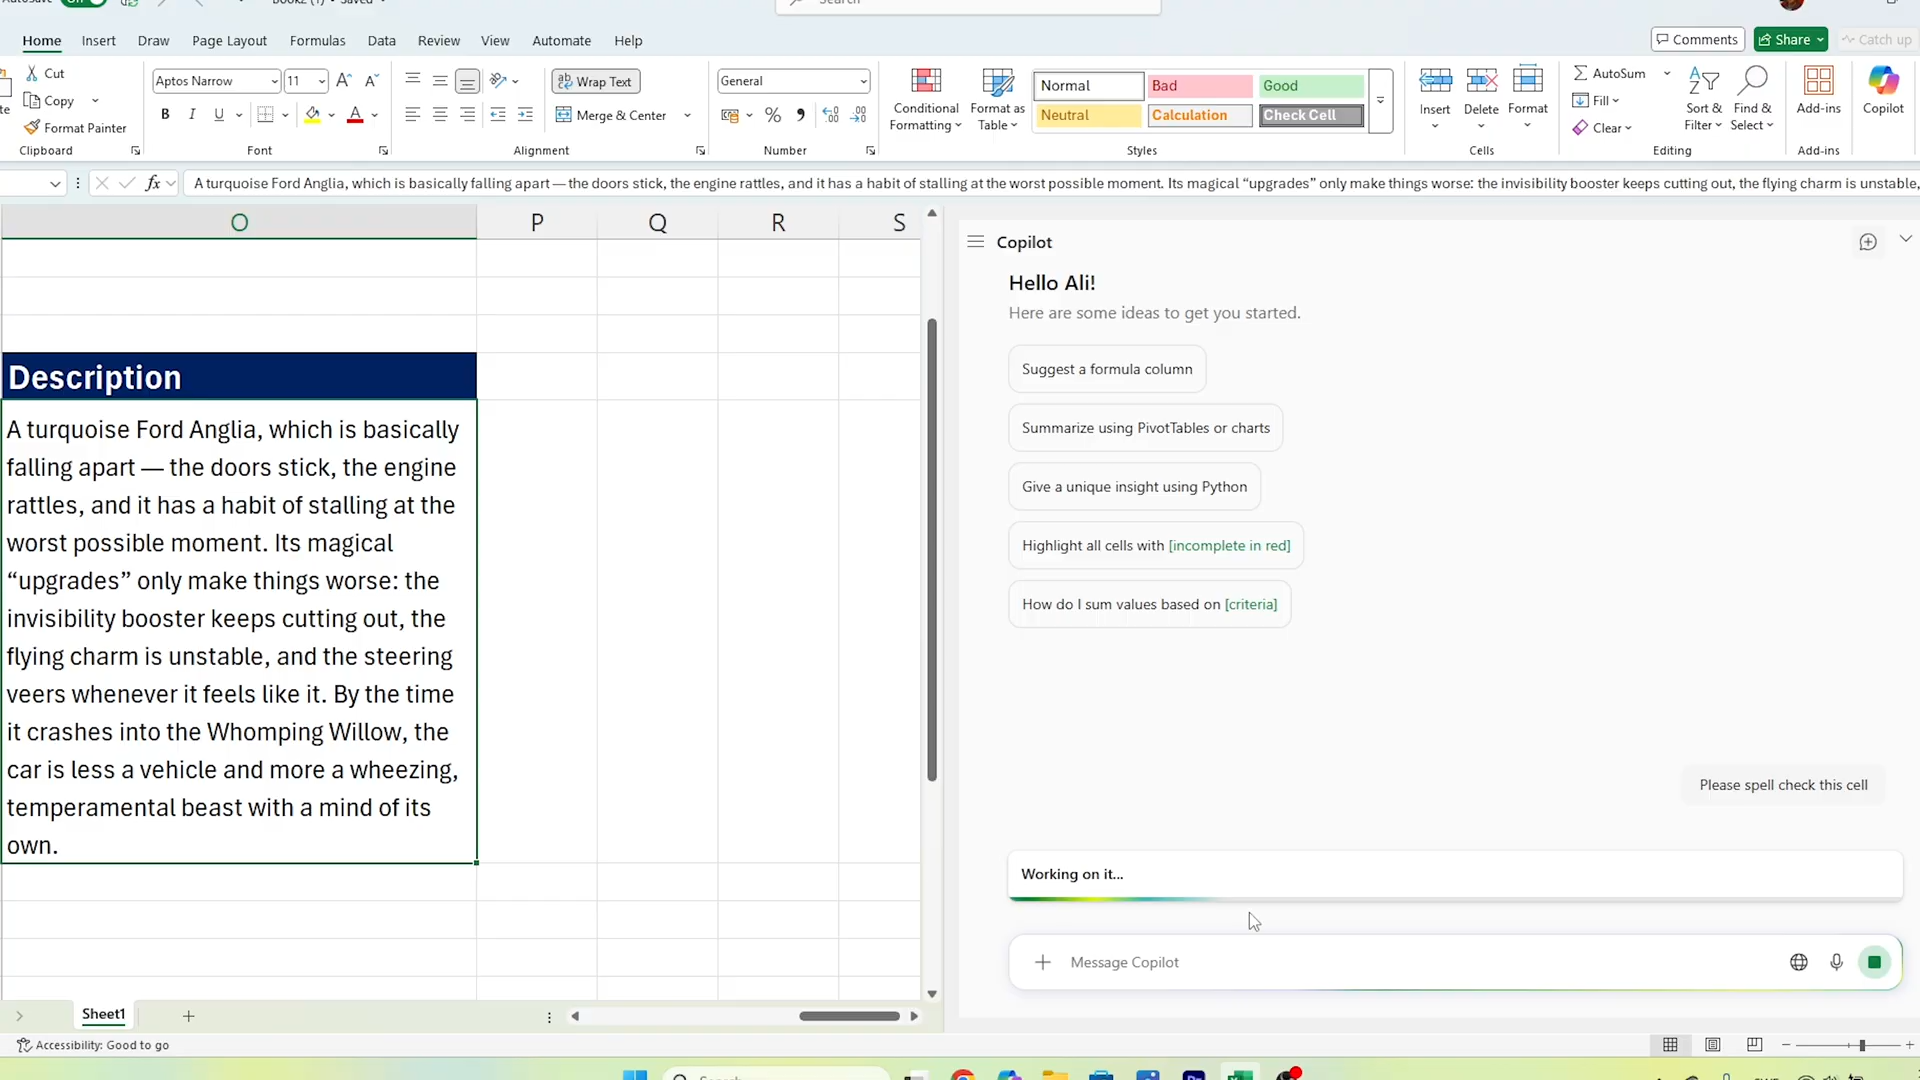 Book2 (1) • Saved
Search
Home Insert Draw Page Layout Formulas Data Review View Automate Help
Comments Share Catch up
Cut
Copy
Format Painter
Clipboard
Aptos Narrow 11
B I U
Font
Wrap Text
Merge & Center
Alignment
General
Number
Conditional Formatting
Format as Table
Normal Bad Good
Neutral Calculation Check Cell
Styles
Insert Delete Format
Cells
AutoSum
Fill
Clear
Sort & Filter
Find & Select
Editing
Add-ins
Add-ins
Copilot
fx
A turquoise Ford Anglia, which is basically falling apart — the doors stick, the engine rattles, and it has a habit of stalling at the worst possible moment. Its magical “upgrades” only make things worse: the invisibility booster keeps cutting out, the flying charm is unstable,
O P Q R S
Description
A turquoise Ford Anglia, which is basically
falling apart — the doors stick, the engine
rattles, and it has a habit of stalling at the
worst possible moment. Its magical
“upgrades” only make things worse: the
invisibility booster keeps cutting out, the
flying charm is unstable, and the steering
veers whenever it feels like it. By the time
it crashes into the Whomping Willow, the
car is less a vehicle and more a wheezing,
temperamental beast with a mind of its
own.
Copilot
Hello Ali!
Here are some ideas to get you started.
Suggest a formula column
Summarize using PivotTables or charts
Give a unique insight using Python
Highlight all cells with [incomplete in red]
How do I sum values based on [criteria]
Please spell check this cell
Working on it...
Message Copilot
Sheet1
Accessibility: Good to go